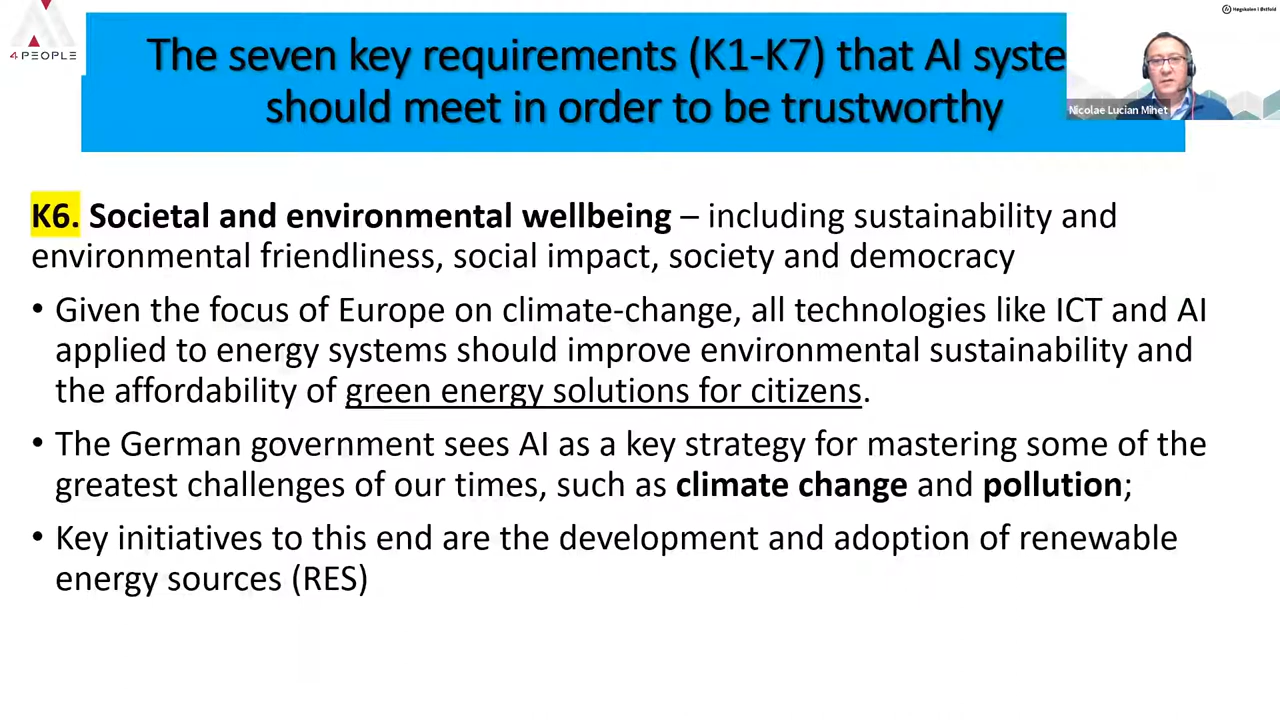 4PEOPLE
Høgskolen i Østfold
The seven key requirements (K1-K7) that AI syste
should meet in order to be trustworthy
Nicolae Lucian Mihet
K6. Societal and environmental wellbeing – including sustainability and
environmental friendliness, social impact, society and democracy
• Given the focus of Europe on climate-change, all technologies like ICT and AI
applied to energy systems should improve environmental sustainability and
the affordability of green energy solutions for citizens.
• The German government sees AI as a key strategy for mastering some of the
greatest challenges of our times, such as climate change and pollution;
• Key initiatives to this end are the development and adoption of renewable
energy sources (RES)